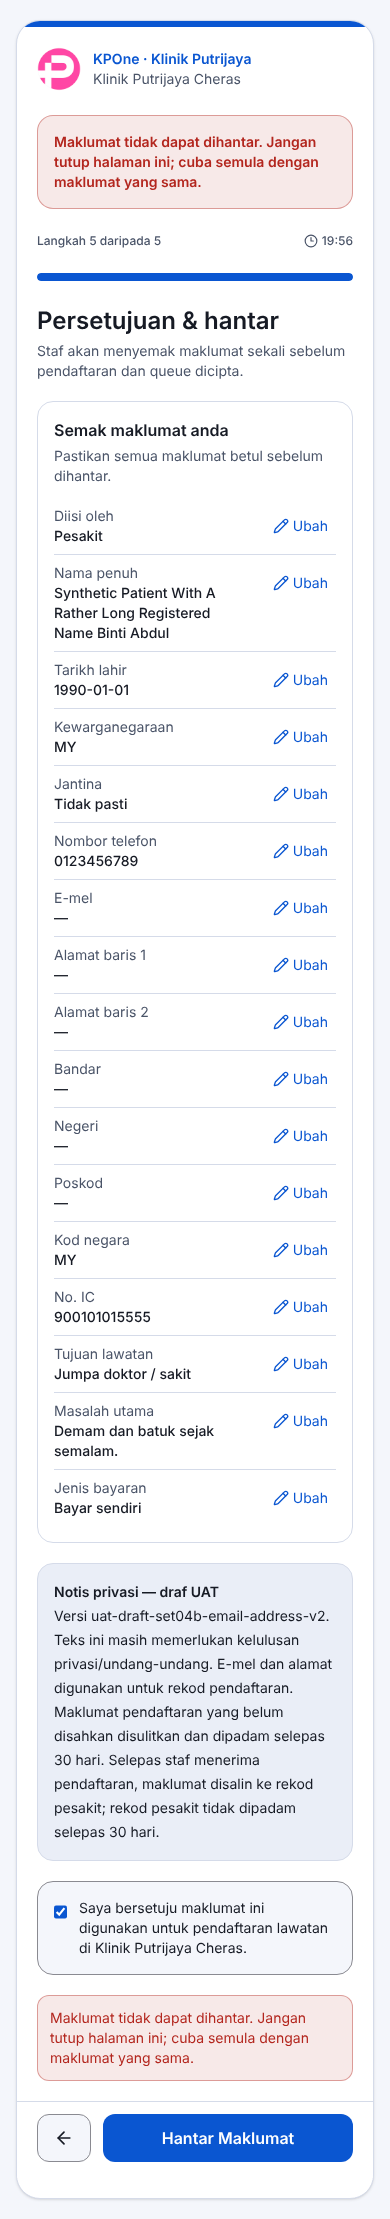 KPOne · Klinik Putrijaya
Klinik Putrijaya Cheras
Maklumat tidak dapat dihantar. Jangan
tutup halaman ini; cuba semula dengan
maklumat yang sama.
Langkah 5 daripada 5
19:56
Persetujuan & hantar
Staf akan menyemak maklumat sekali sebelum
pendaftaran dan queue dicipta.
Semak maklumat anda
Pastikan semua maklumat betul sebelum
dihantar.
Diisi oleh
Pesakit
Ubah
Nama penuh
Synthetic Patient With A
Rather Long Registered
Name Binti Abdul
Ubah
Tarikh lahir
1990-01-01
Ubah
Kewarganegaraan
MY
Ubah
Jantina
Tidak pasti
Ubah
Nombor telefon
0123456789
Ubah
E-mel
—
Ubah
Alamat baris 1
—
Ubah
Alamat baris 2
—
Ubah
Bandar
—
Ubah
Negeri
—
Ubah
Poskod
—
Ubah
Kod negara
MY
Ubah
No. IC
900101015555
Ubah
Tujuan lawatan
Jumpa doktor / sakit
Ubah
Masalah utama
Demam dan batuk sejak
semalam.
Ubah
Jenis bayaran
Bayar sendiri
Ubah
Notis privasi — draf UAT
Versi uat-draft-set04b-email-address-v2.
Teks ini masih memerlukan kelulusan
privasi/undang-undang. E-mel dan alamat
digunakan untuk rekod pendaftaran.
Maklumat pendaftaran yang belum
disahkan disulitkan dan dipadam selepas
30 hari. Selepas staf menerima
pendaftaran, maklumat disalin ke rekod
pesakit; rekod pesakit tidak dipadam
selepas 30 hari.
Saya bersetuju maklumat ini
digunakan untuk pendaftaran lawatan
di Klinik Putrijaya Cheras.
Maklumat tidak dapat dihantar. Jangan
tutup halaman ini; cuba semula dengan
maklumat yang sama.
Hantar Maklumat